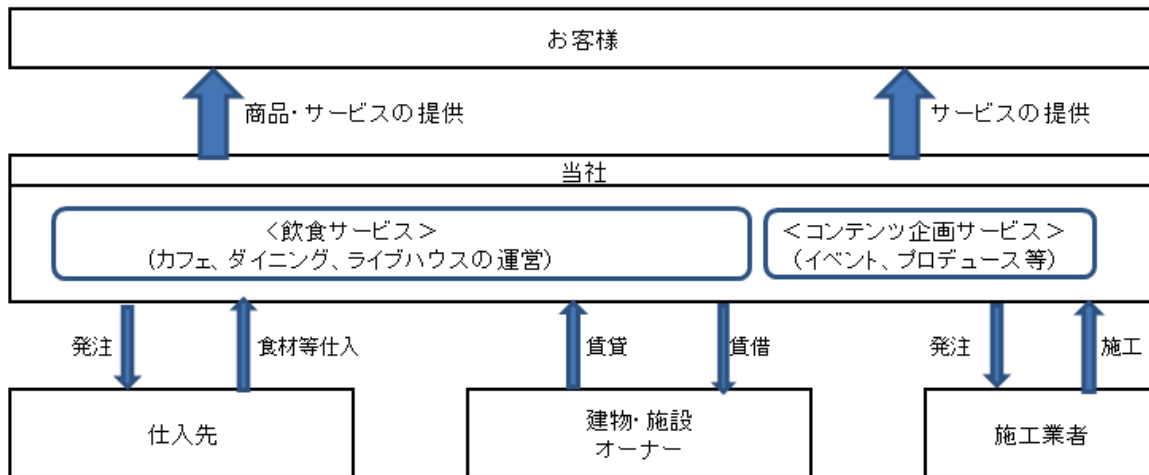 お客様
商品・サービスの提供
サービスの提供
当社
＜飲食サービス＞
(カフェ、ダイニング、ライブハウスの運営)
＜コンテンツ企画サービス＞
(イベント、プロデュース等)
発注
食材等仕入
賃貸
賃借
発注
施工
仕入先
建物・施設
オーナー
施工業者